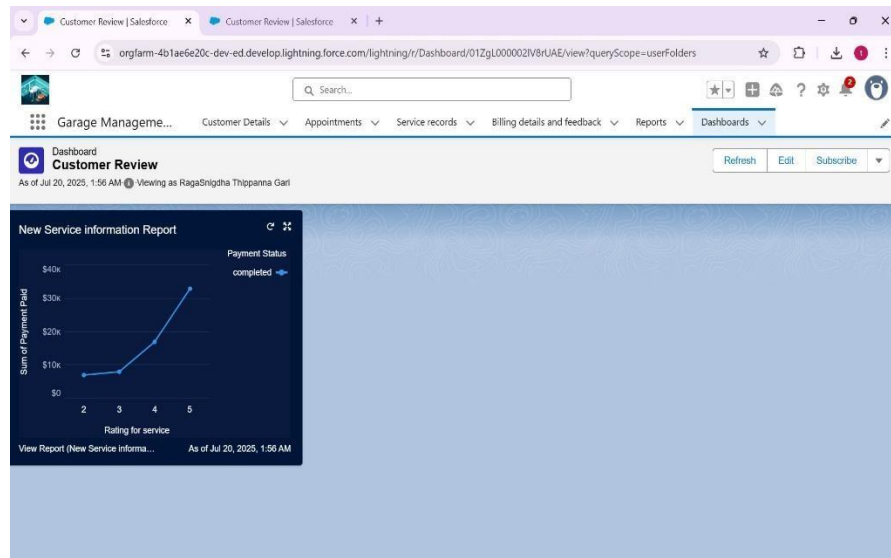 Customer Review | Salesforce
Customer Review | Salesforce
orgfarm-4b1ae6e20c-dev-ed.develop.lightning.force.com/lightning/r/Dashboard/01ZgL000002IV8rUAE/view?queryScope=userFolders
1
Search...
2
Garage Manageme... Customer Details Appointments Service records Billing details and feedback Reports Dashboards
Dashboard
Customer Review
As of Jul 20, 2025, 1:56 AM Viewing as RagaSnigdha Thippanna Gari
Refresh Edit Subscribe
New Service information Report
Payment Status
completed
Sum of Payment Paid
$40K
$30K
$20K
$10K
$0
2 3 4 5
Rating for service
View Report (New Service informa... As of Jul 20, 2025, 1:56 AM